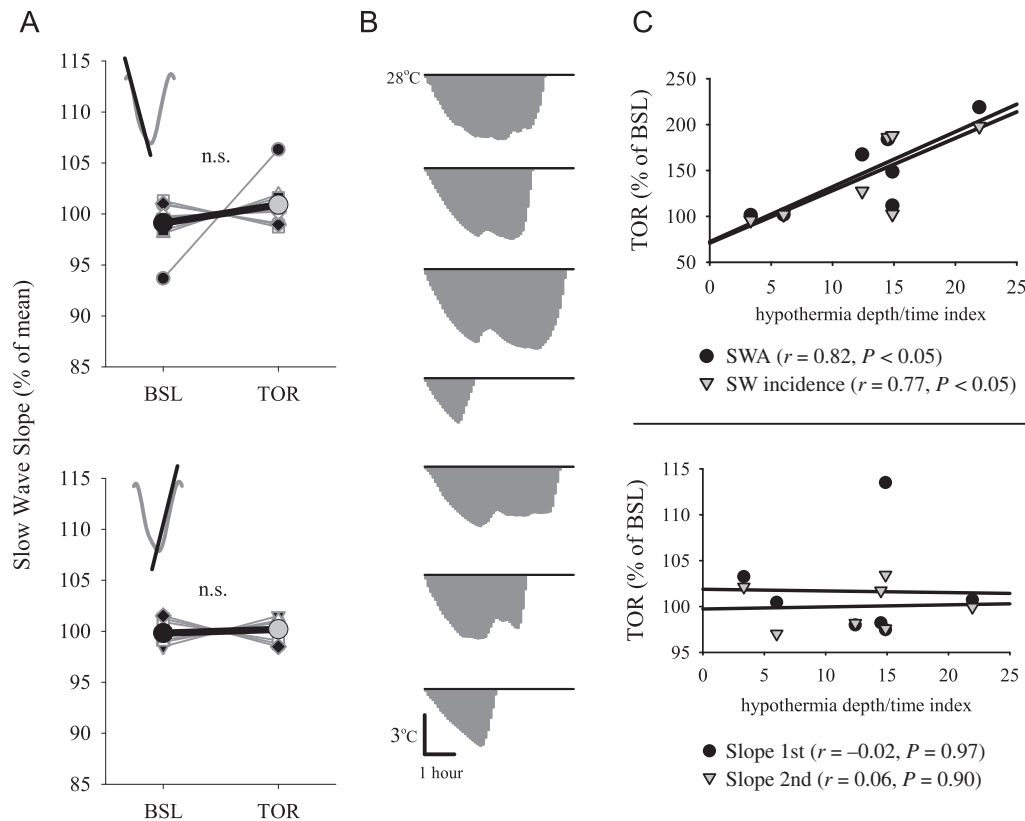 A
Slow Wave Slope (% of mean)
115
110
105
100
95
90
85
n.s.
BSL TOR
115
110
105
100
95
90
85
n.s.
BSL TOR
B
28°C
3°C
1 hour
C
TOR (% of BSL)
250
200
150
100
50
0 5 10 15 20 25
hypothermia depth/time index
SWA (r = 0.82, P < 0.05)
SW incidence (r = 0.77, P < 0.05)
TOR (% of BSL)
115
110
105
100
95
0 5 10 15 20 25
hypothermia depth/time index
Slope 1st (r = –0.02, P = 0.97)
Slope 2nd (r = 0.06, P = 0.90)